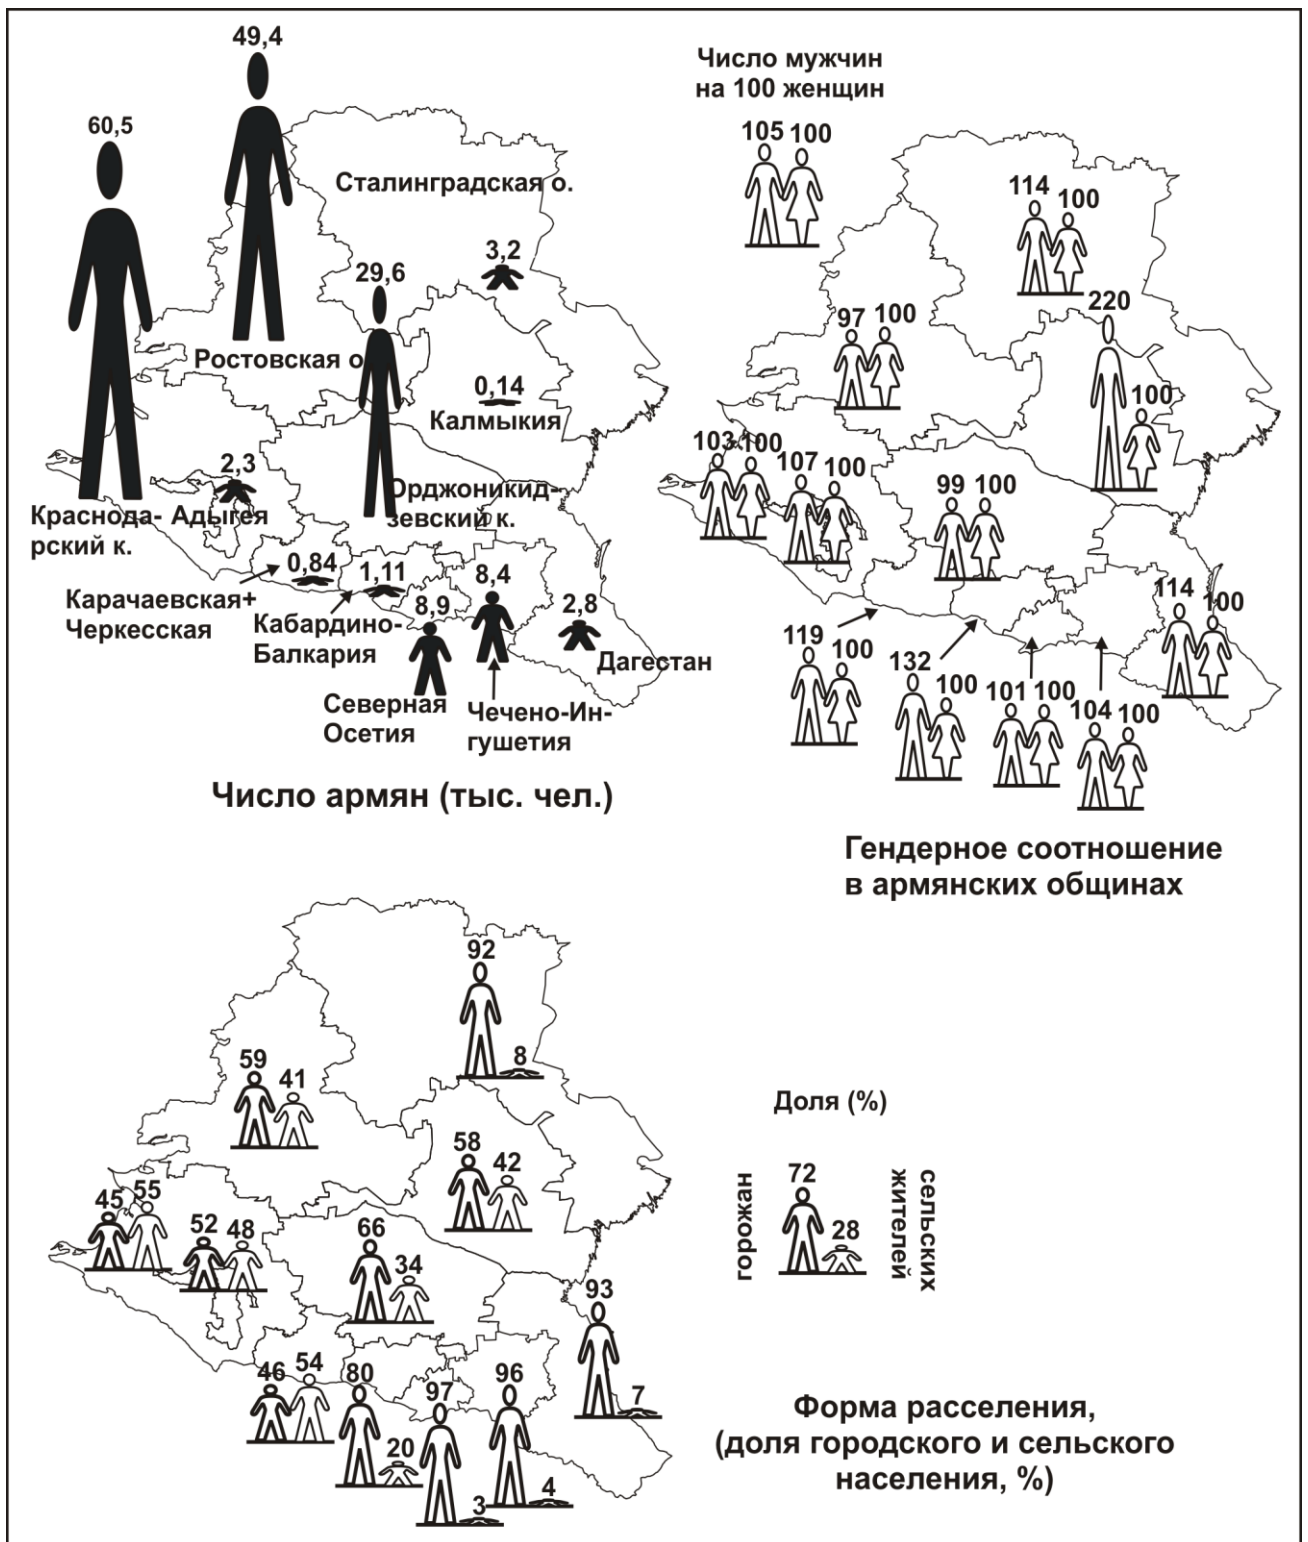 49,4
60,5
Сталинградская о.
3,2
29,6
Ростовская о
0,14
Калмыкия
2,3
Краснода-
рский к.
Адыгея
Орджоникид-
зевский к.
0,84
Карачаевская+
Черкесская
1,11
Кабардино-
Балкария
8,9
Северная
Осетия
8,4
Чечено-Ин-
гушетия
2,8
Дагестан
Число армян (тыс. чел.)
Число мужчин
на 100 женщин
105 100
114 100
97 100
220 100
103 100
107 100
99 100
114 100
119 100
132 100
101 100
104 100
Гендерное соотношение
в армянских общинах
92 8
59 41
58 42
45 55
52 48
66 34
93 7
46 54
80 20
97 3
96 4
Доля (%)
горожан
72 28
сельских
жителей
Форма расселения,
(доля городского и сельского
населения, %)